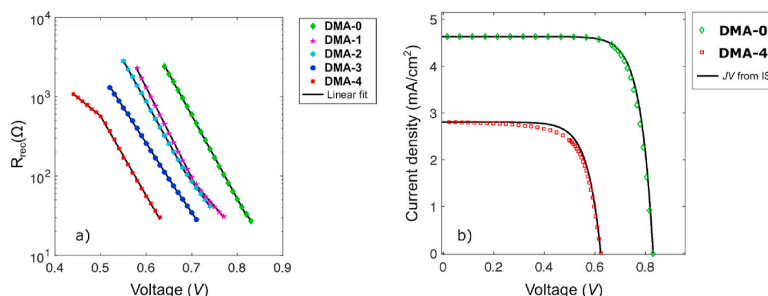 10⁴
10³
10²
10¹
R_rec(Ω)
0.4 0.5 0.6 0.7 0.8 0.9
Voltage (V)
a)
DMA-0
DMA-1
DMA-2
DMA-3
DMA-4
Linear fit
5
4
3
2
1
0
Current density (mA/cm²)
0 0.2 0.4 0.6 0.8
Voltage (V)
b)
DMA-0
DMA-4
JV from IS